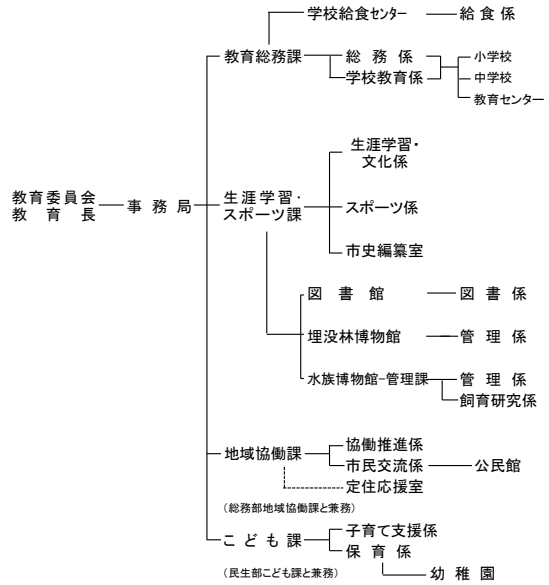 学校給食センター 給食係
教育総務課 総務係 小学校
学校教育係 中学校
教育センター
生涯学習・
文化係
教育委員会
教育長
事務局
生涯学習・
スポーツ課
スポーツ係
市史編纂室
図書館 図書係
埋没林博物館 管理係
水族博物館-管理課 管理係
飼育研究係
協働推進係
地域協働課 市民交流係 公民館
定住応援室
(総務部地域協働課と兼務)
子育て支援係
こども課 保育係
(民生部こども課と兼務) 幼稚園